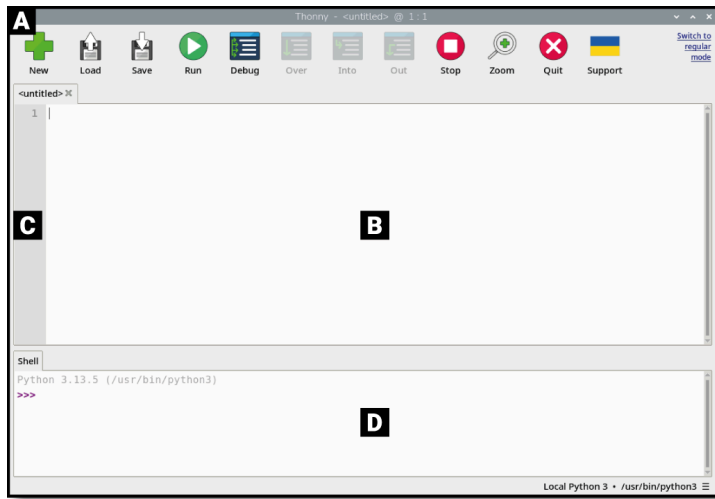 A
Thonny - <untitled> @ 1:1
New Load Save Run Debug Over Into Out Stop Zoom Quit Support
Switch to
regular
mode
<untitled>
1
C
B
Shell
Python 3.13.5 (/usr/bin/python3)
>>>
D
Local Python 3 • /usr/bin/python3 ☰